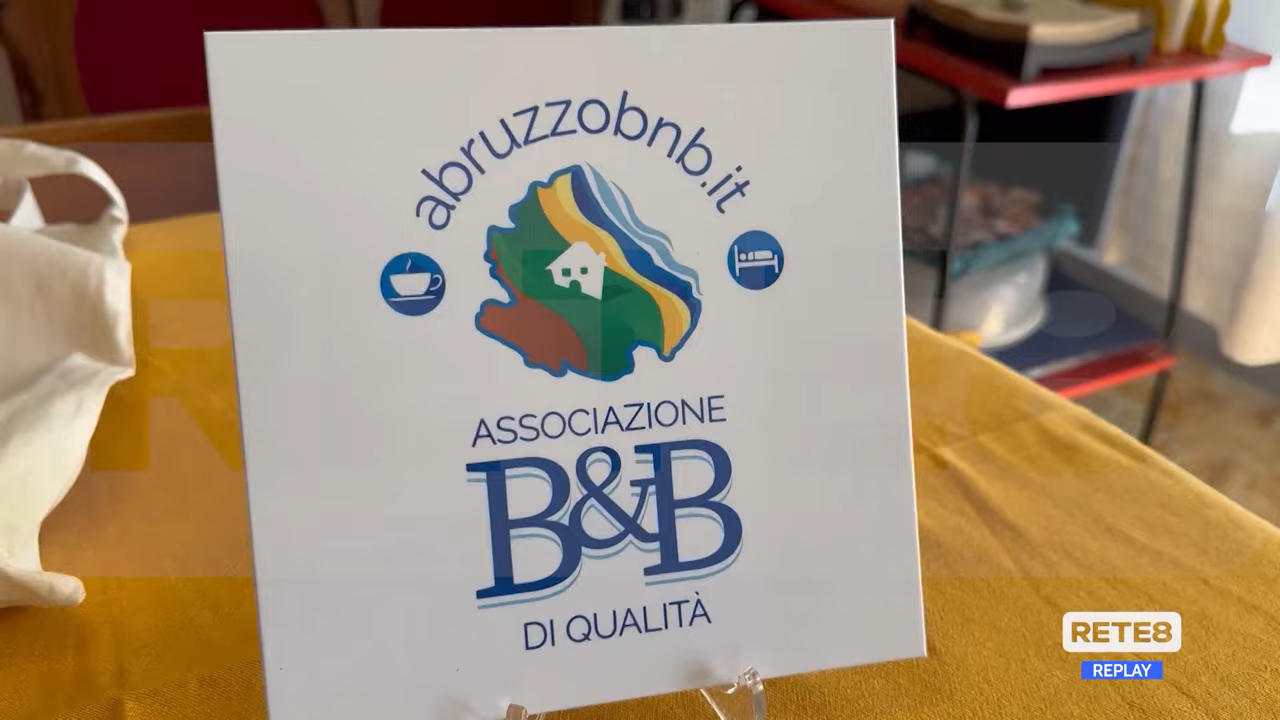 abruzzobnb.it
ASSOCIAZIONE
B&B
DI QUALITÀ
RETE8
REPLAY